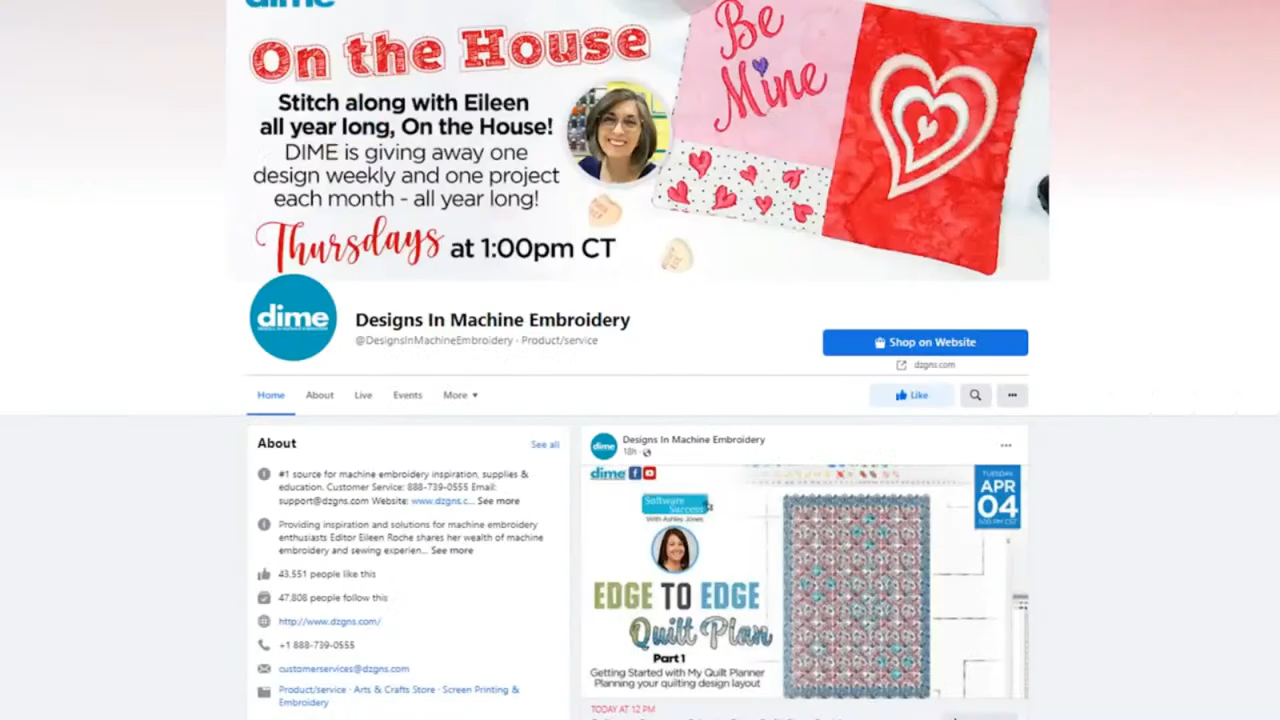 dime
On the House
Stitch along with Eileen
all year long, On the House!
DIME is giving away one
design weekly and one project
each month - all year long!
Thursdays at 1:00pm CT
Be
Mine
dime
Designs In Machine Embroidery
@DesignsInMachineEmbroidery · Product/service
Shop on Website
dzgns.com
Home
About
Live
Events
More
Like
About
See all
#1 source for machine embroidery inspiration, supplies &
education. Customer Service: 888-739-0555 Email:
support@dzgns.com Website: www.dzgns.c... See more
Providing inspiration and solutions for machine embroidery
enthusiasts Editor Eileen Roche shares her wealth of machine
embroidery and sewing experien... See more
43,551 people like this
47,808 people follow this
http://www.dzgns.com/
+1 888-739-0555
customerservices@dzgns.com
Product/service · Arts & Crafts Store · Screen Printing &
Embroidery
dime
Designs In Machine Embroidery
18h ·
dime
TUESDAY
APR
04
Software
Success
With Ashley Jones
EDGE TO EDGE
Quilt Plan
Part 1
Getting Started with My Quilt Planner
Planning your quilting design layout
TODAY AT 12 PM